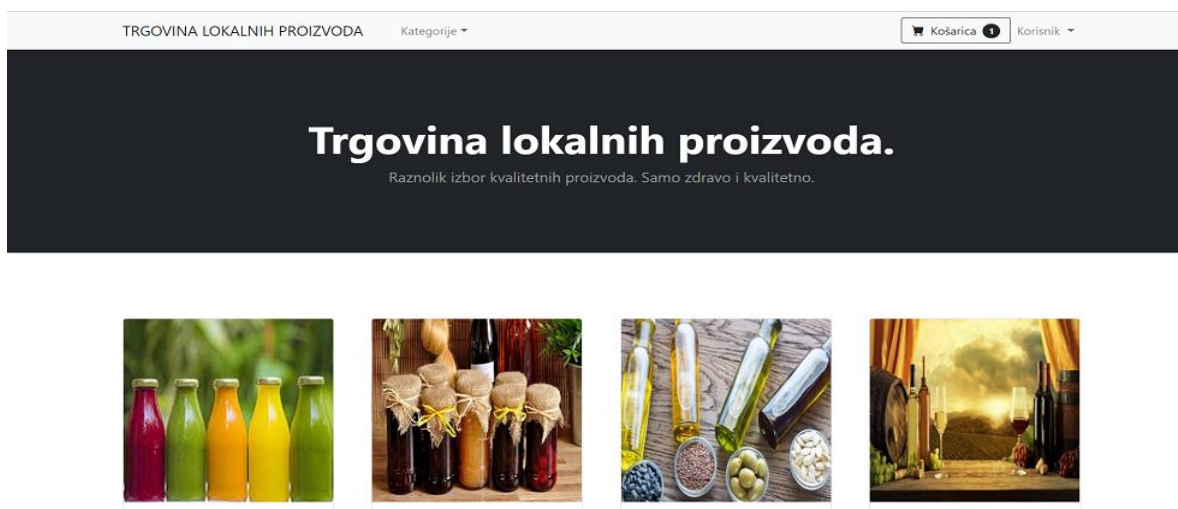 TRGOVINA LOKALNIH PROIZVODA Kategorije Košarica 1 Korisnik
Trgovina lokalnih proizvoda.
Raznolik izbor kvalitetnih proizvoda. Samo zdravo i kvalitetno.